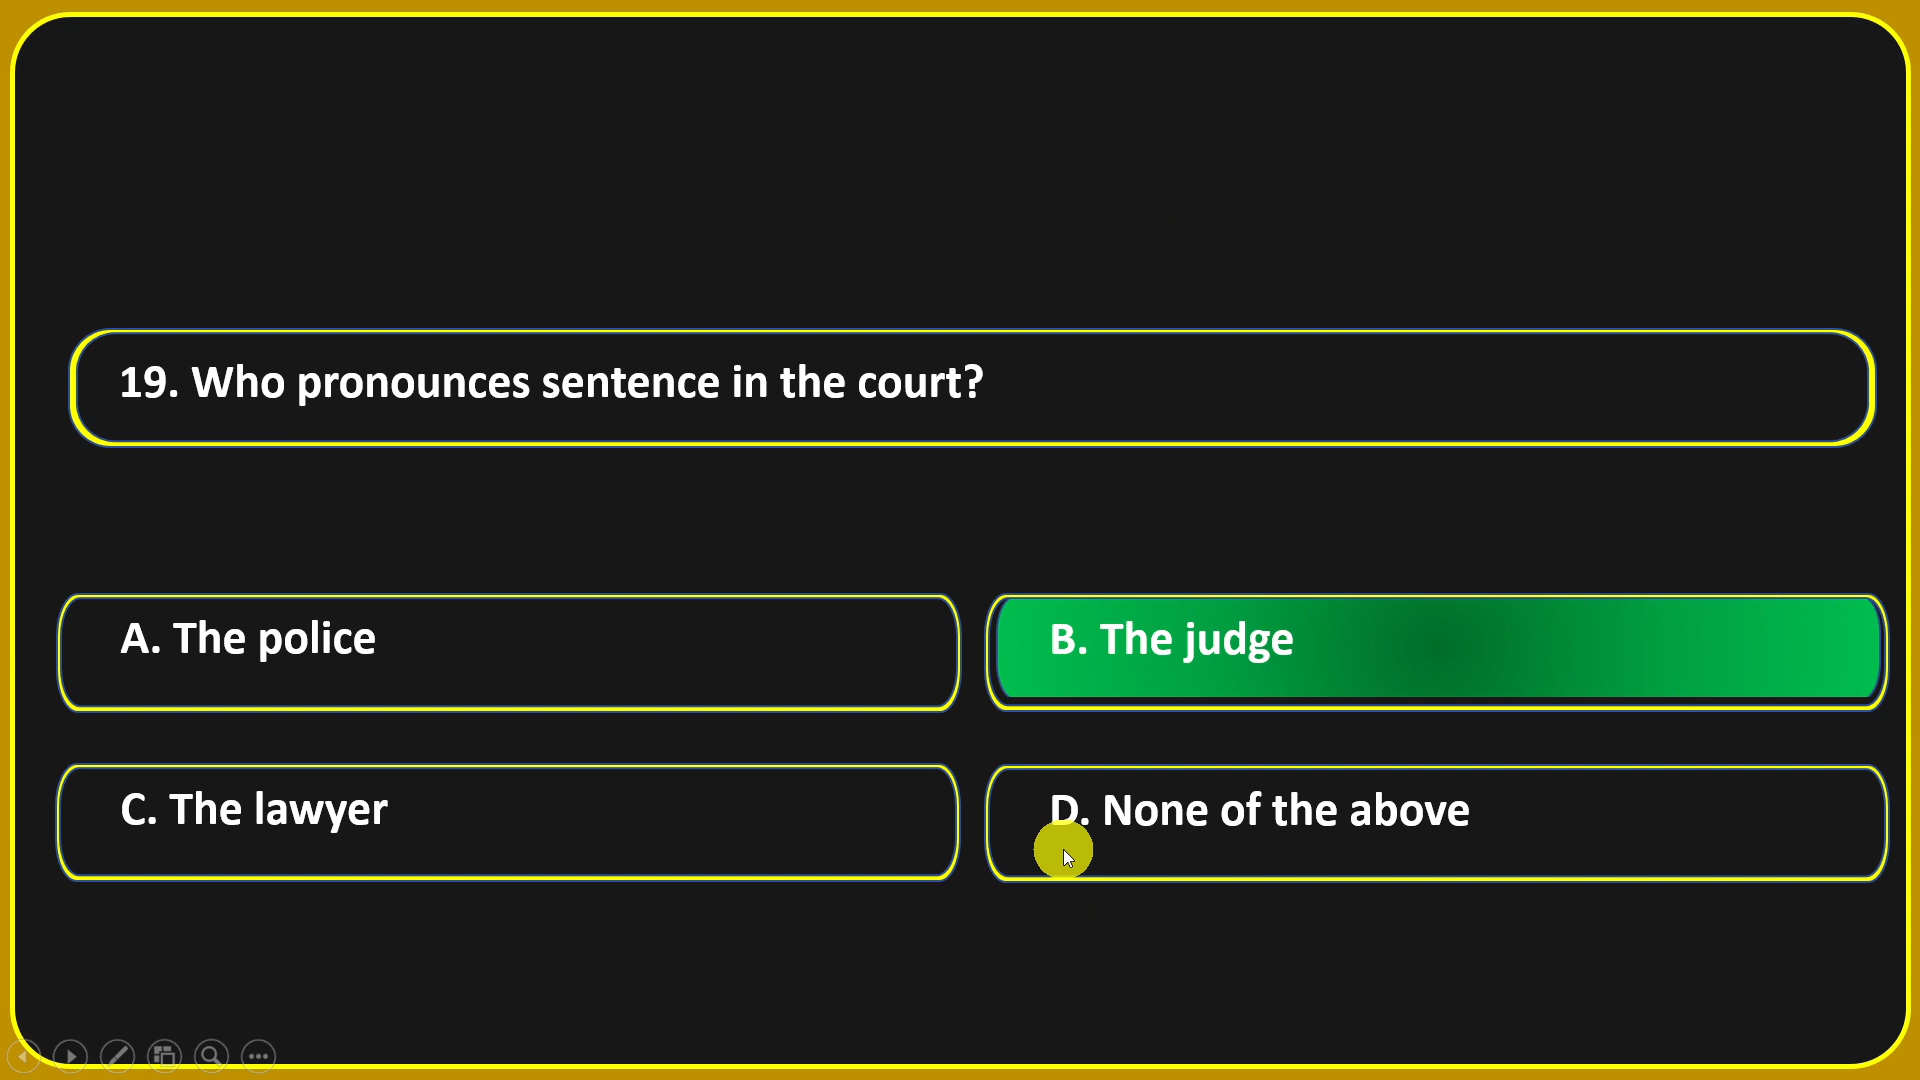 19. Who pronounces sentence in the court?
A. The police
B. The judge
C. The lawyer
D. None of the above